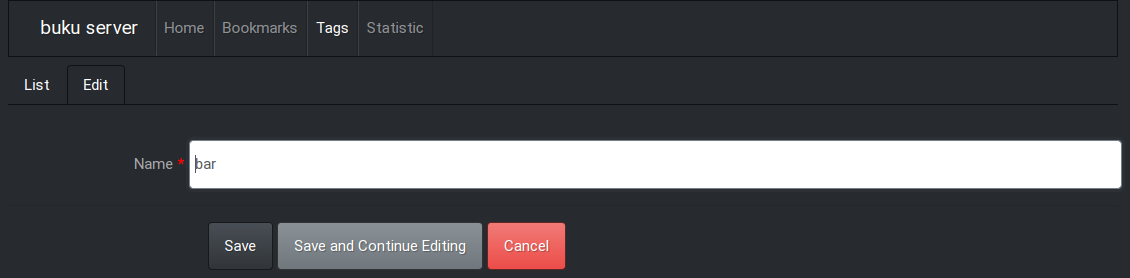 buku server Home Bookmarks Tags Statistic
List Edit
Name * bar
Save Save and Continue Editing Cancel